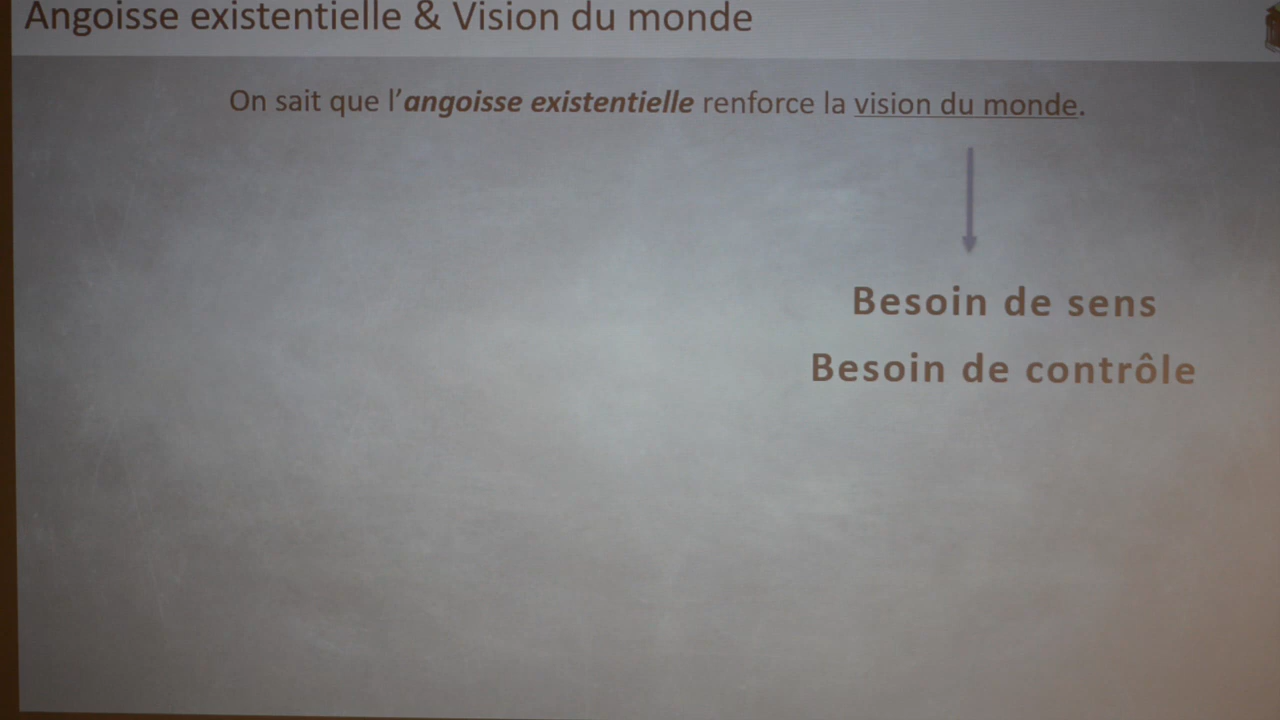 Angoisse existentielle & Vision du monde
On sait que l’angoisse existentielle renforce la vision du monde.
Besoin de sens
Besoin de contrôle